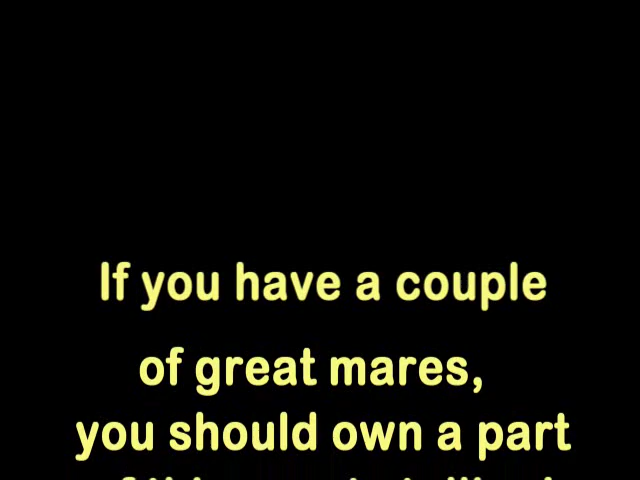 If you have a couple
of great mares,
you should own a part